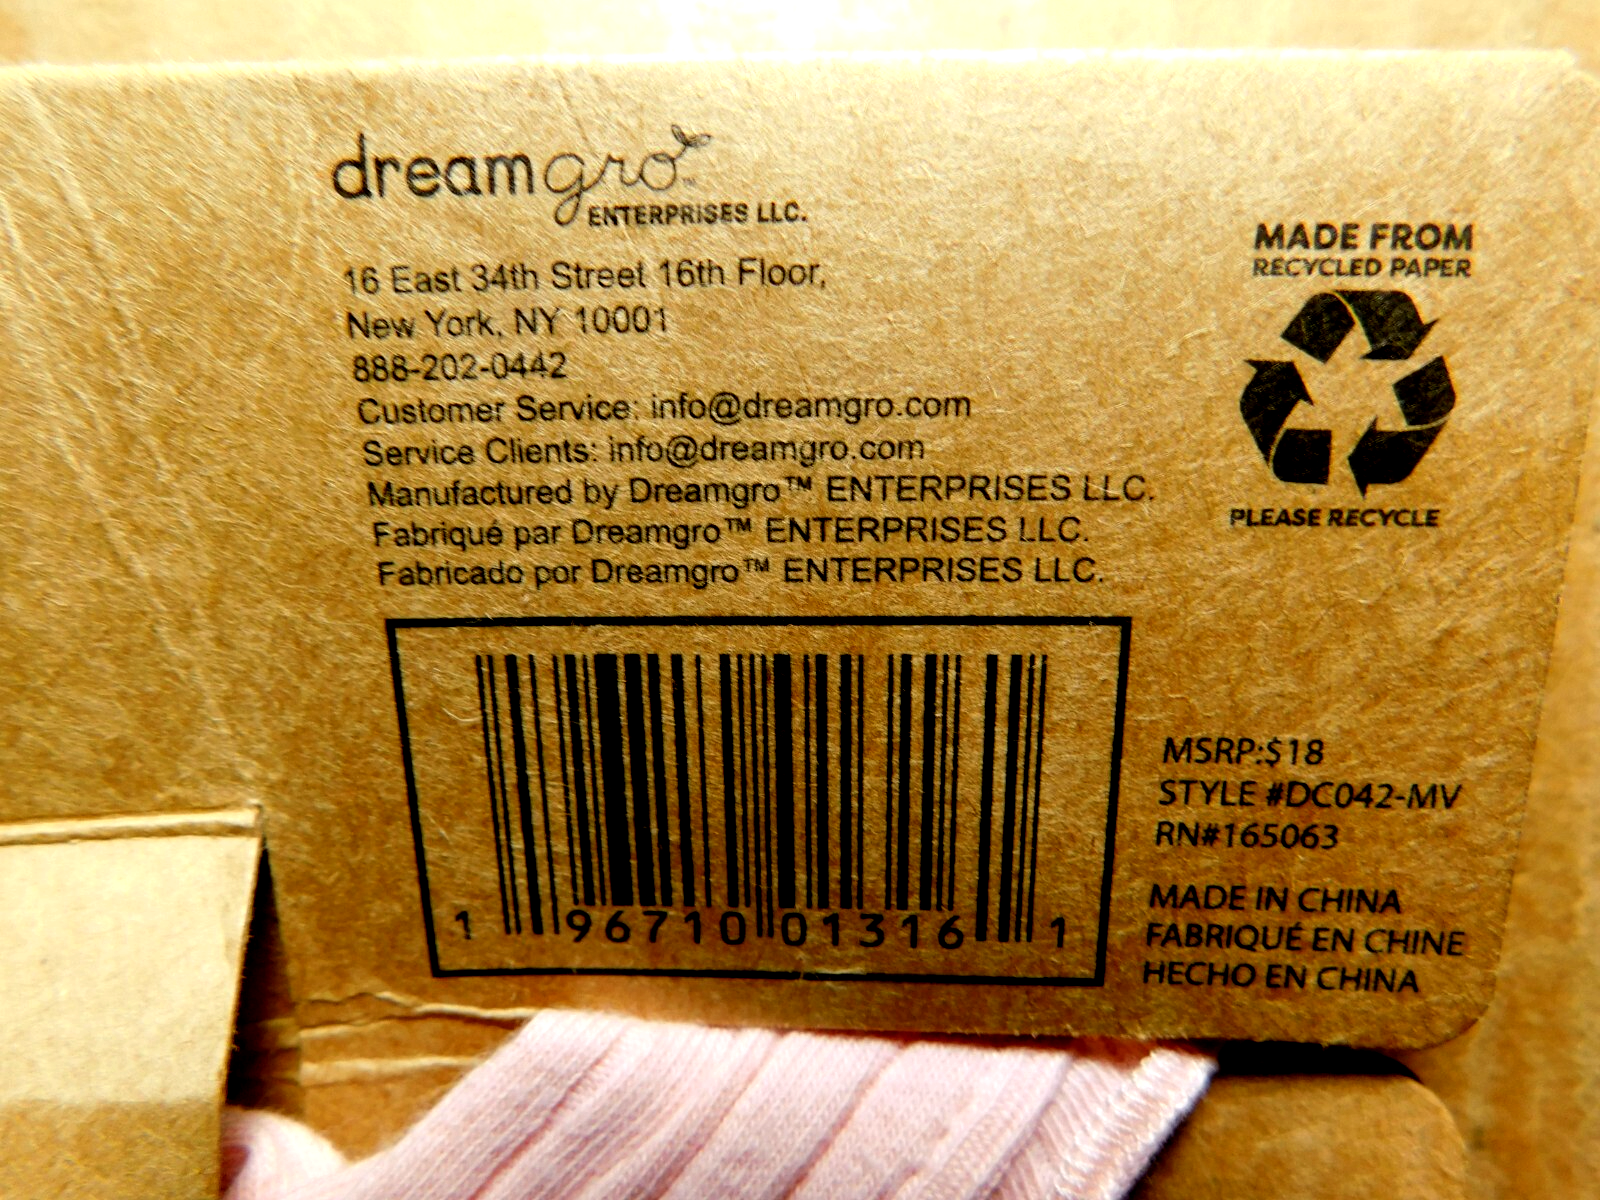 dreamgro™
ENTERPRISES LLC.
16 East 34th Street 16th Floor,
New York, NY 10001
888-202-0442
Customer Service: info@dreamgro.com
Service Clients: info@dreamgro.com
Manufactured by Dreamgro™ ENTERPRISES LLC.
Fabriqué par Dreamgro™ ENTERPRISES LLC.
Fabricado por Dreamgro™ ENTERPRISES LLC.
MADE FROM
RECYCLED PAPER
PLEASE RECYCLE
1 96710 01316 1
MSRP:$18
STYLE #DC042-MV
RN#165063
MADE IN CHINA
FABRIQUÉ EN CHINE
HECHO EN CHINA